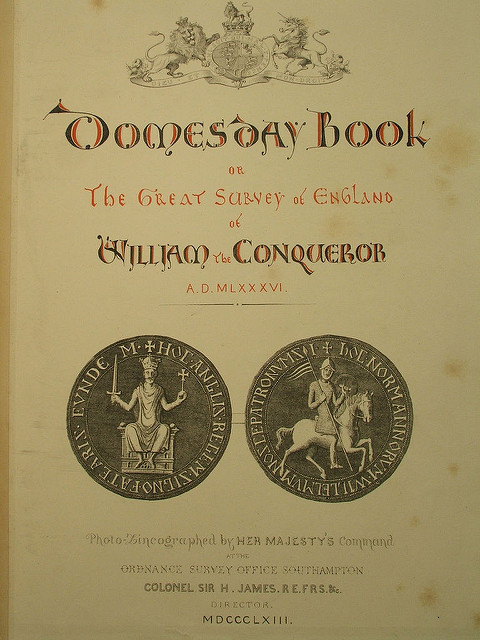 DOMESDAY BOOK
OR
THE GREAT SURVEY of ENGLAND
of
WILLIAM The CONQUEROR
A.D. MLXXXVI.
M·✠HOC ANGLIX·REGEM·SIGNO·FATEARIS·EVNDE
✠ hOC·NORMANNORVM WILLELMVM NOSCE PATRONVM SI
Photo-Zincographed by HER MAJESTY'S Command
AT THE
ORDNANCE SURVEY OFFICE SOUTHAMPTON
COLONEL SIR H. JAMES. R.E. F.R.S. &c.
DIRECTOR.
MDCCCLXIII.